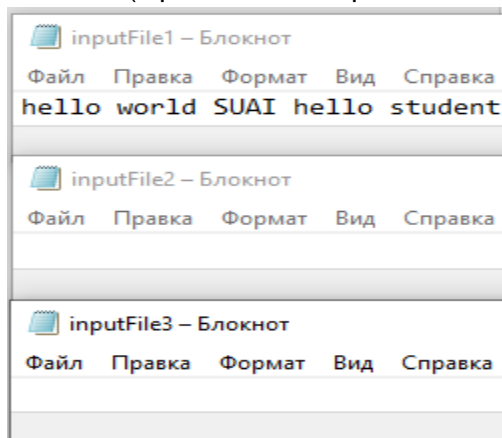 inputFile1 – Блокнот
Файл Правка Формат Вид Справка
hello world SUAI hello student
inputFile2 – Блокнот
Файл Правка Формат Вид Справка
inputFile3 – Блокнот
Файл Правка Формат Вид Справка